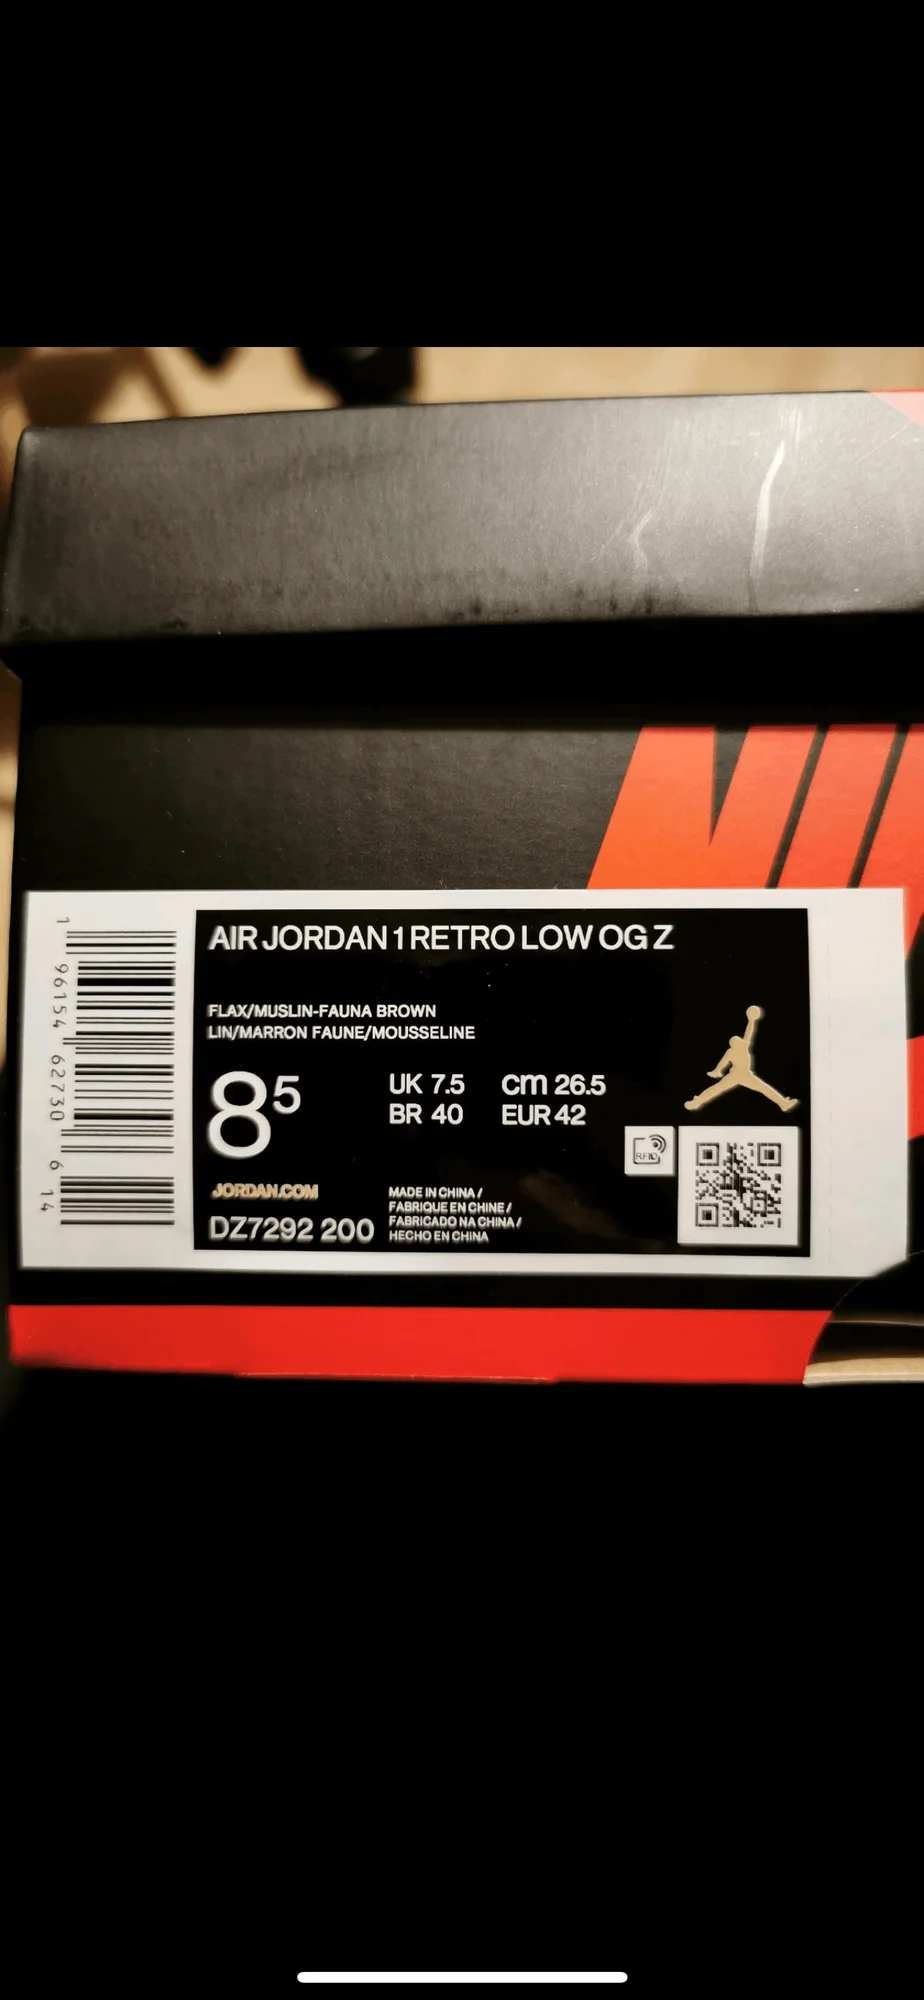 NIK
AIR JORDAN 1 RETRO LOW OG Z
FLAX/MUSLIN-FAUNA BROWN
LIN/MARRON FAUNE/MOUSSELINE
8⁵
UK 7.5 cm 26.5
BR 40 EUR 42
RFID
JORDAN.COM
DZ7292 200
MADE IN CHINA /
FABRIQUE EN CHINE /
FABRICADO NA CHINA /
HECHO EN CHINA
1 96154 62730 6 14